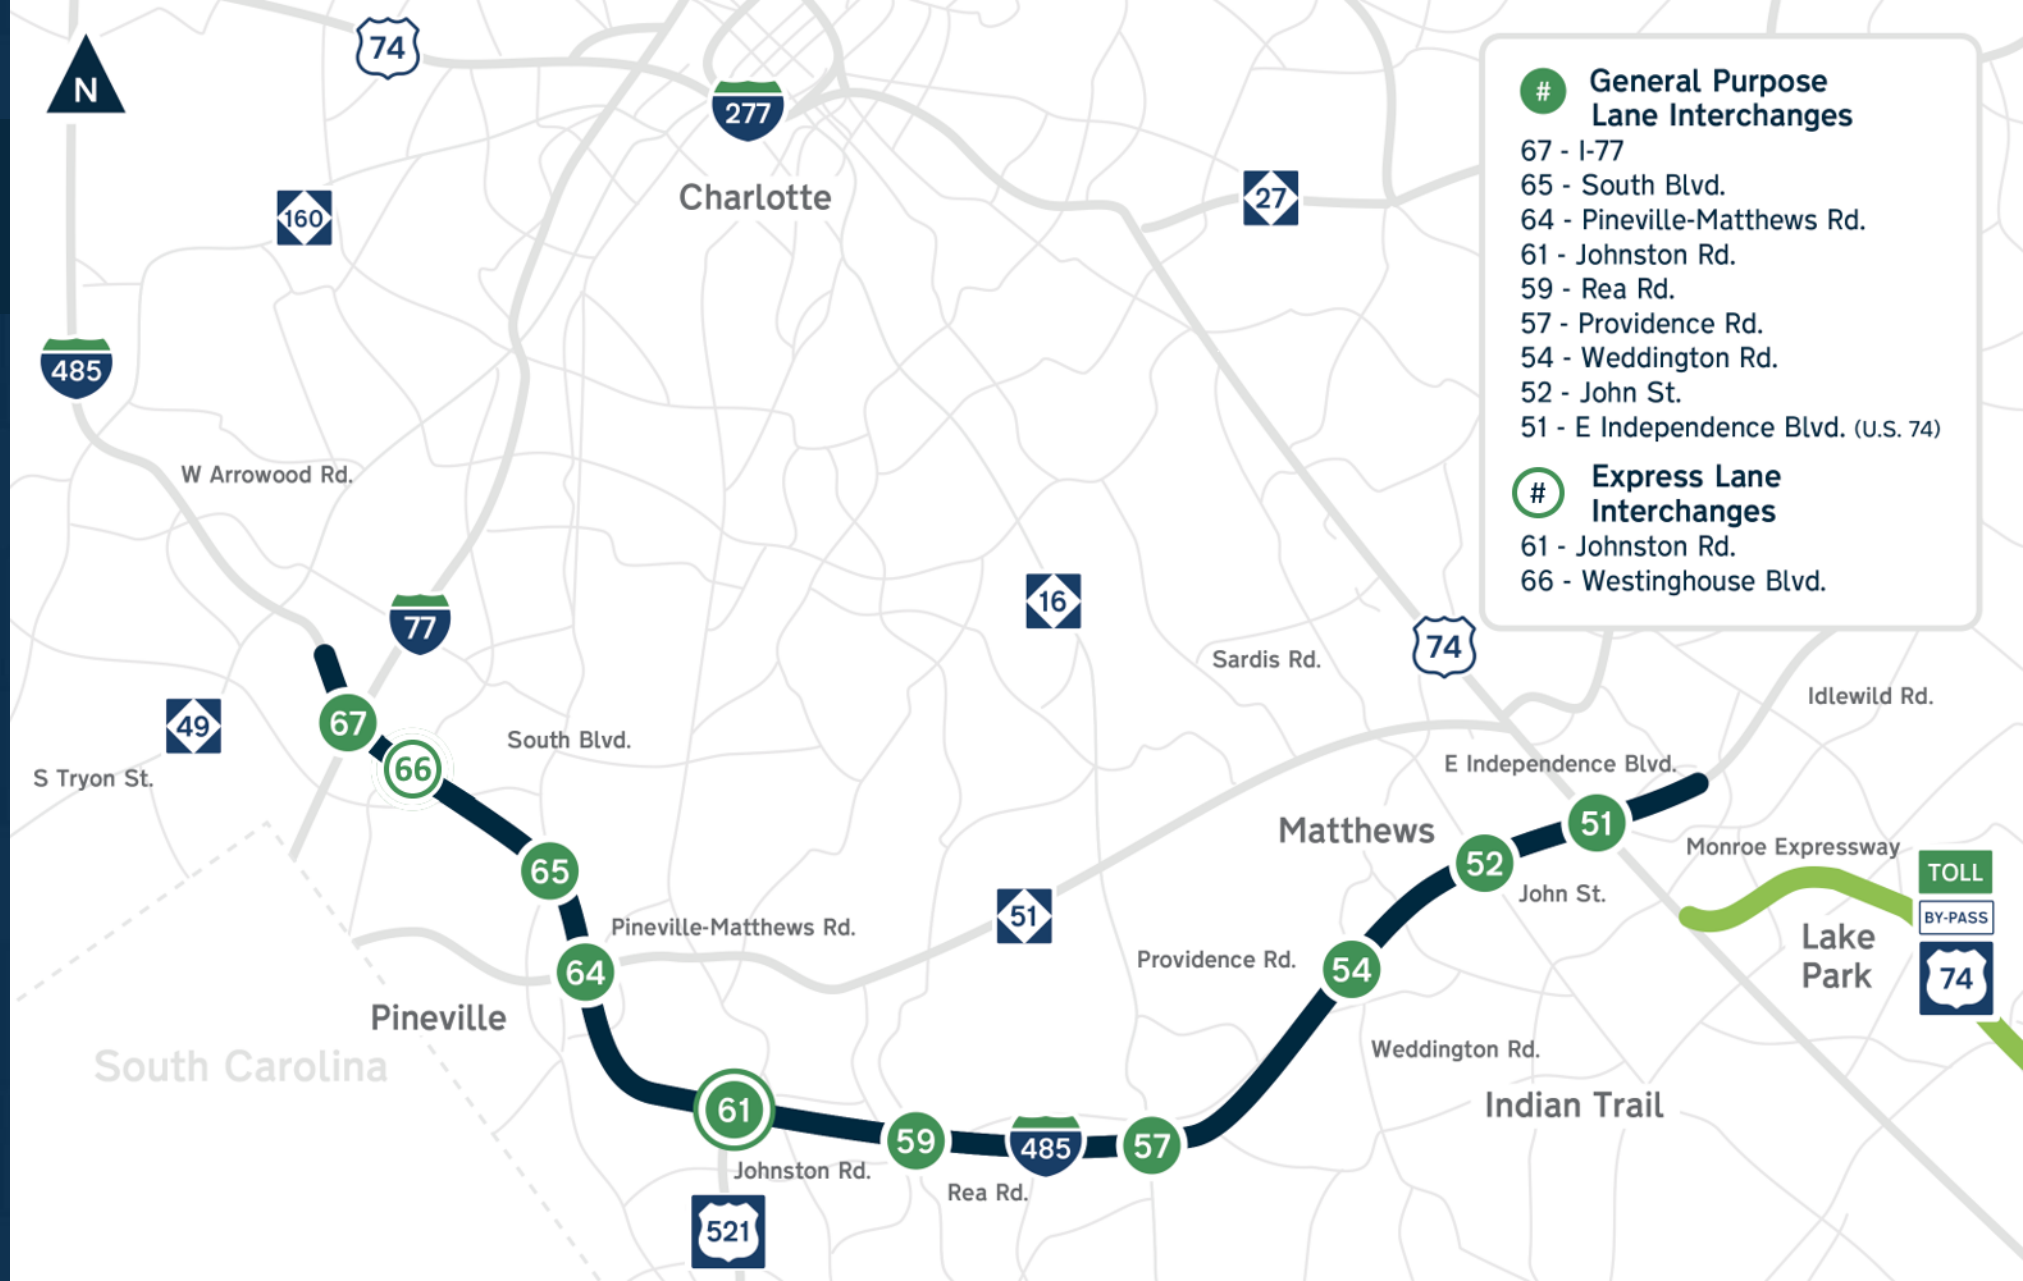 74
N
277
Charlotte
160
27
485
W Arrowood Rd.
77
16
Sardis Rd.
74
Idlewild Rd.
49
67
66
South Blvd.
S Tryon St.
E Independence Blvd.
51
Matthews
52
John St.
Monroe Expressway
TOLL
BY-PASS
74
Lake
Park
65
Pineville-Matthews Rd.
51
64
Providence Rd.
54
Pineville
South Carolina
Weddington Rd.
Indian Trail
61
Johnston Rd.
59
Rea Rd.
485
57
521
# General Purpose
Lane Interchanges
67 - I-77
65 - South Blvd.
64 - Pineville-Matthews Rd.
61 - Johnston Rd.
59 - Rea Rd.
57 - Providence Rd.
54 - Weddington Rd.
52 - John St.
51 - E Independence Blvd. (U.S. 74)
# Express Lane
Interchanges
61 - Johnston Rd.
66 - Westinghouse Blvd.